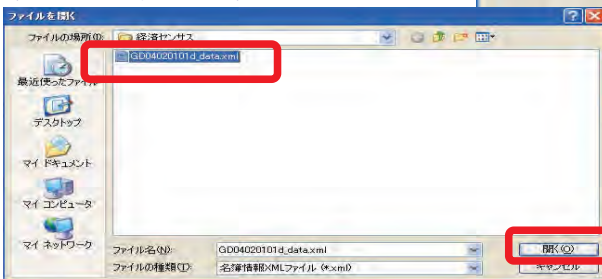 ファイルを開く
ファイルの場所(I): 経済センサス
GD04020101d_data.xml
最近使ったファイル
デスクトップ
マイ ドキュメント
マイ コンピュータ
マイ ネットワーク
ファイル名(N): GD04020101d_data.xml 開く(O)
ファイルの種類(T): 名簿情報XMLファイル (*.xml) キャンセル